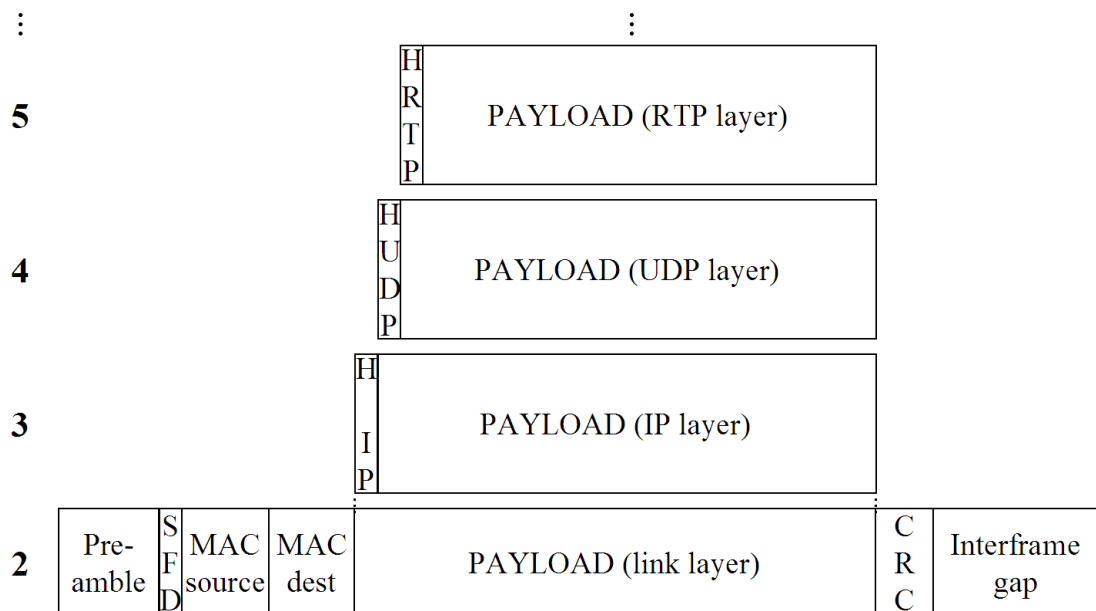 ⋮ ⋮
5
H
R
T
P
PAYLOAD (RTP layer)
4
H
U
D
P
PAYLOAD (UDP layer)
3
H
I
P
PAYLOAD (IP layer)
2
Pre-
amble
S
F
D
MAC
source
MAC
dest
PAYLOAD (link layer)
C
R
C
Interframe
gap